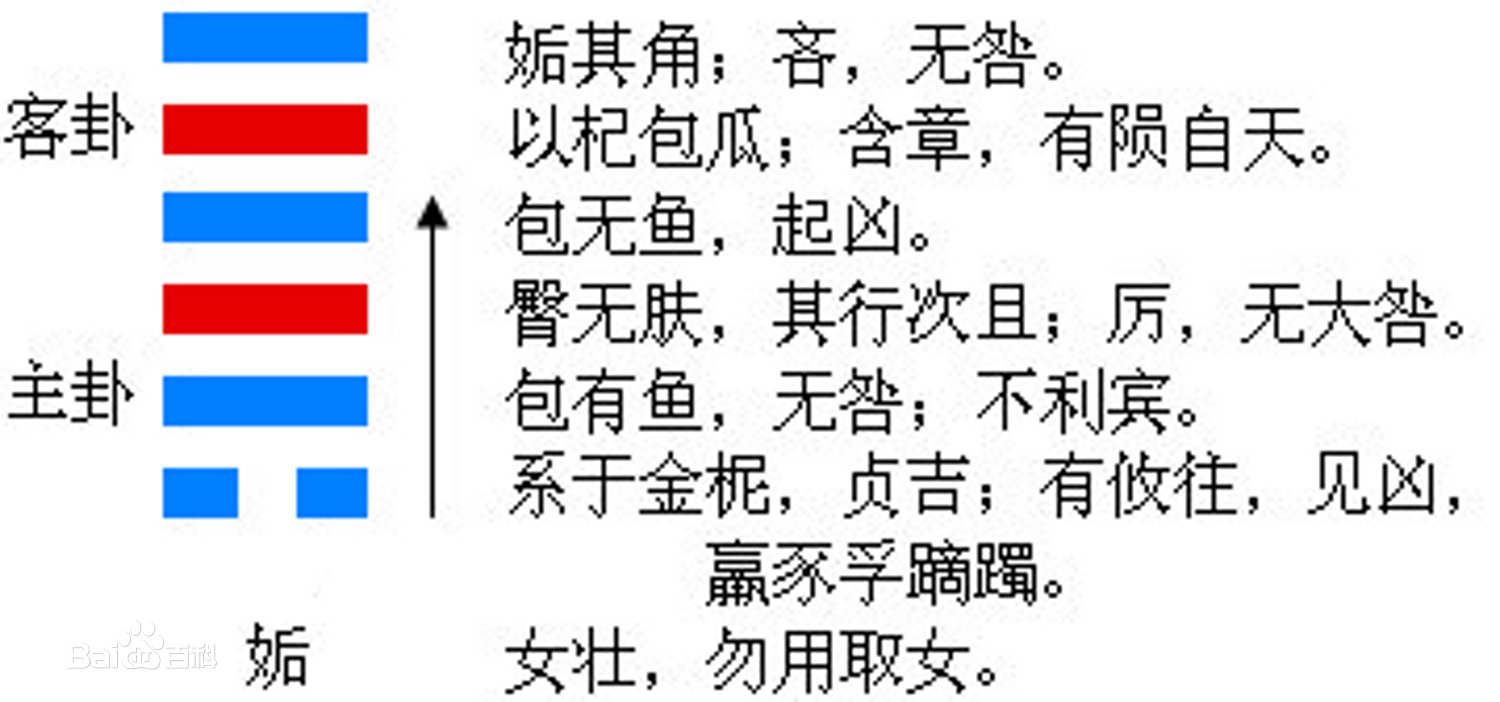 姤其角；吝，无咎。
客卦
以杞包瓜；含章，有陨自天。
包无鱼，起凶。
臀无肤，其行次且；厉，无大咎。
主卦
包有鱼，无咎；不利宾。
系于金柅，贞吉；有攸往，见凶，
羸豕孚蹢躅。
姤
女壮，勿用取女。
Bai百科